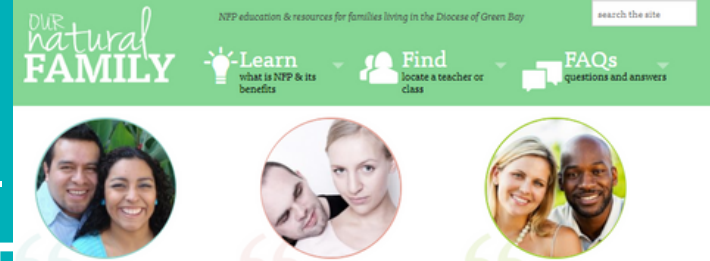 OUR
natural
FAMILY
NFP education & resources for families living in the Diocese of Green Bay
search the site
Learn
what is NFP & its
benefits
Find
locate a teacher or
class
FAQs
questions and answers